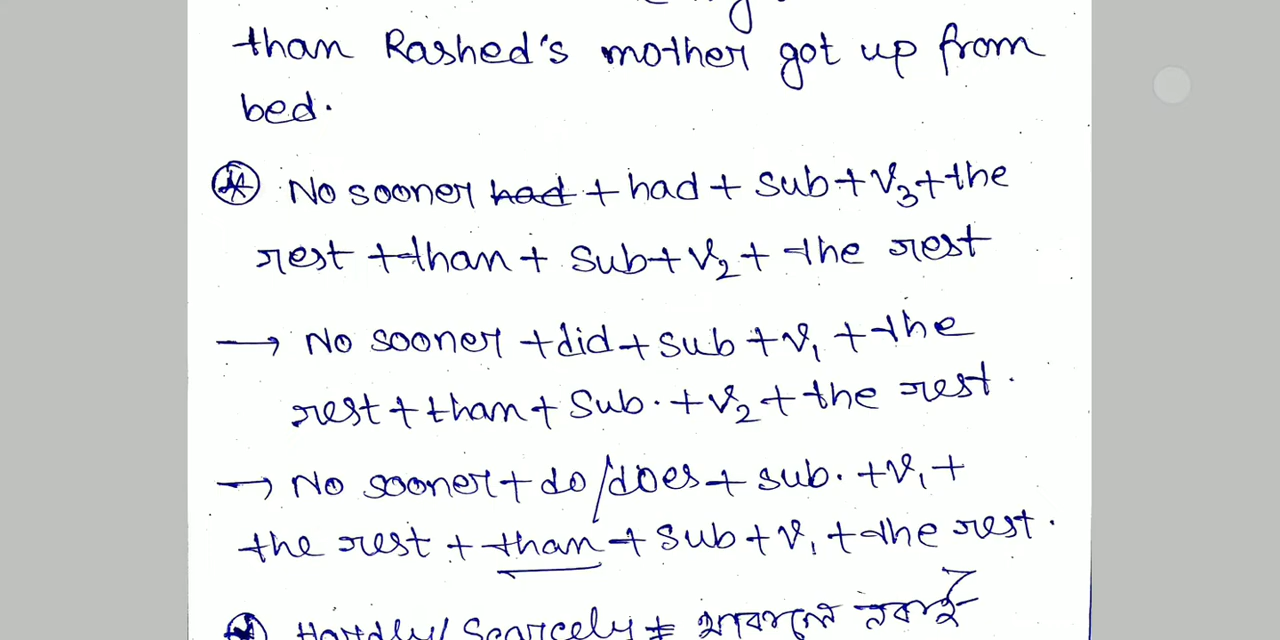 than Rashed's mother got up from
bed.
No sooner had + had + sub + V3 + the
rest + than + sub + V2 + the rest
→ No sooner + did + sub + V1 + the
rest + than + sub. + V2 + the rest.
→ No sooner + do/does + sub. + V1 +
the rest + than + sub + V1 + the rest.
Hardly/ Scarcely